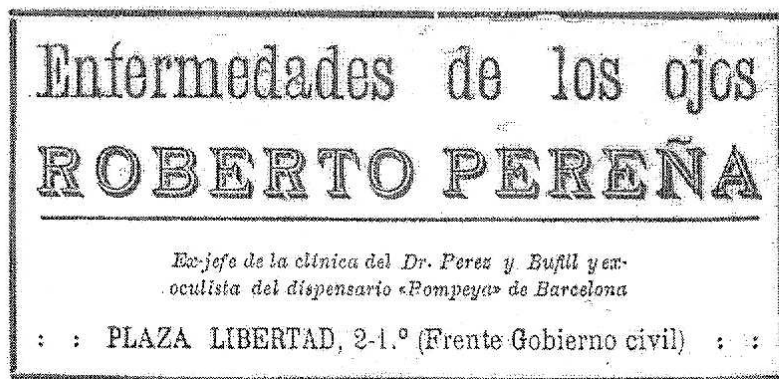 Enfermedades de los ojos
ROBERTO PEREÑA
Ex-jefe de la clínica del Dr. Perez y Bufill y ex-
oculista del dispensario «Pompeya» de Barcelona
: : PLAZA LIBERTAD, 2-1.º (Frente Gobierno civil) : :